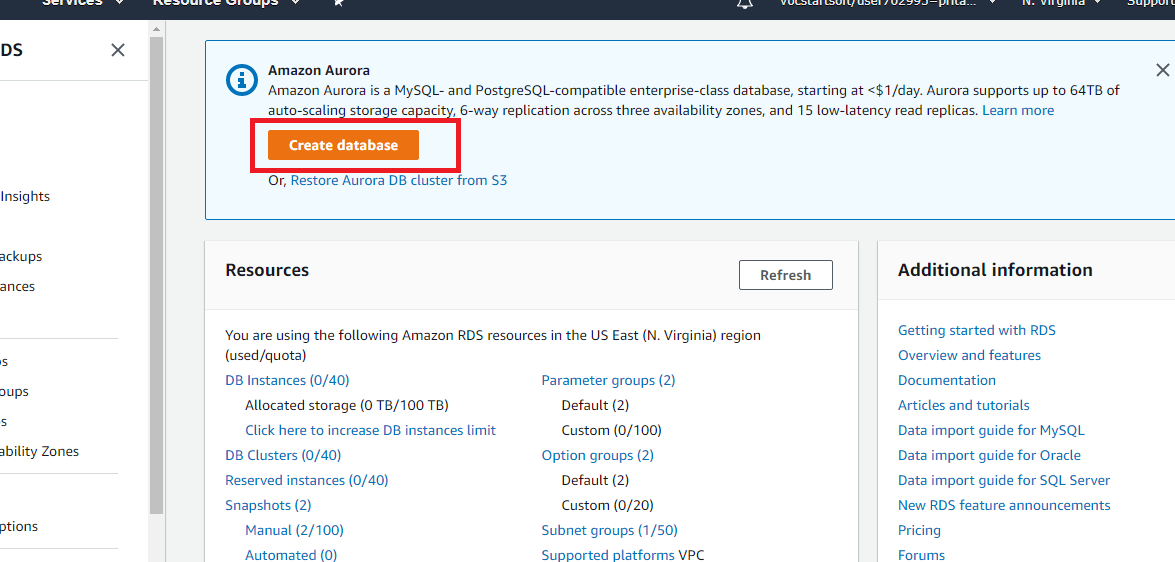 Services Resource Groups vocstartsoft/user702995=prita... N. Virginia Support
DS
Insights
ackups
ances
os
oups
s
ability Zones
ptions
Amazon Aurora
Amazon Aurora is a MySQL- and PostgreSQL-compatible enterprise-class database, starting at <$1/day. Aurora supports up to 64TB of
auto-scaling storage capacity, 6-way replication across three availability zones, and 15 low-latency read replicas. Learn more
Create database
Or, Restore Aurora DB cluster from S3
Resources
Refresh
You are using the following Amazon RDS resources in the US East (N. Virginia) region
(used/quota)
DB Instances (0/40)
Allocated storage (0 TB/100 TB)
Click here to increase DB instances limit
DB Clusters (0/40)
Reserved instances (0/40)
Snapshots (2)
Manual (2/100)
Automated (0)
Parameter groups (2)
Default (2)
Custom (0/100)
Option groups (2)
Default (2)
Custom (0/20)
Subnet groups (1/50)
Supported platforms VPC
Additional information
Getting started with RDS
Overview and features
Documentation
Articles and tutorials
Data import guide for MySQL
Data import guide for Oracle
Data import guide for SQL Server
New RDS feature announcements
Pricing
Forums